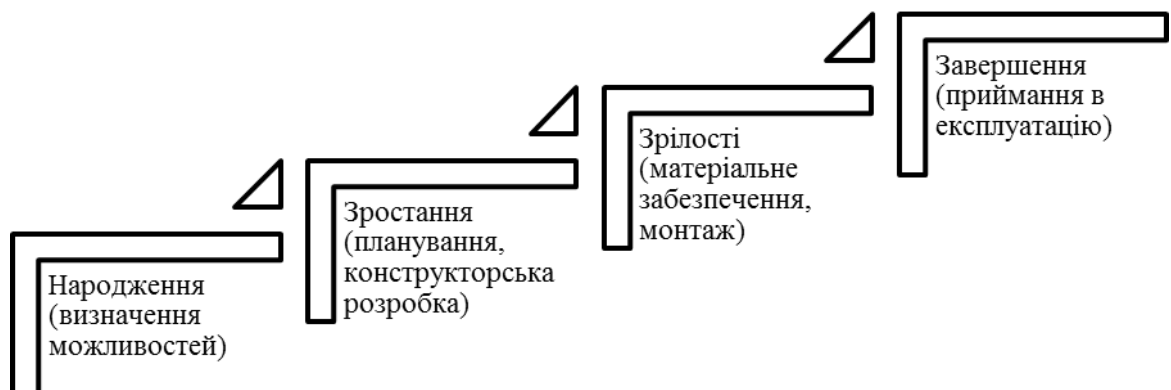 Народження
(визначення
можливостей)
Зростання
(планування,
конструкторська
розробка)
Зрілості
(матеріальне
забезпечення,
монтаж)
Завершення
(приймання в
експлуатацію)